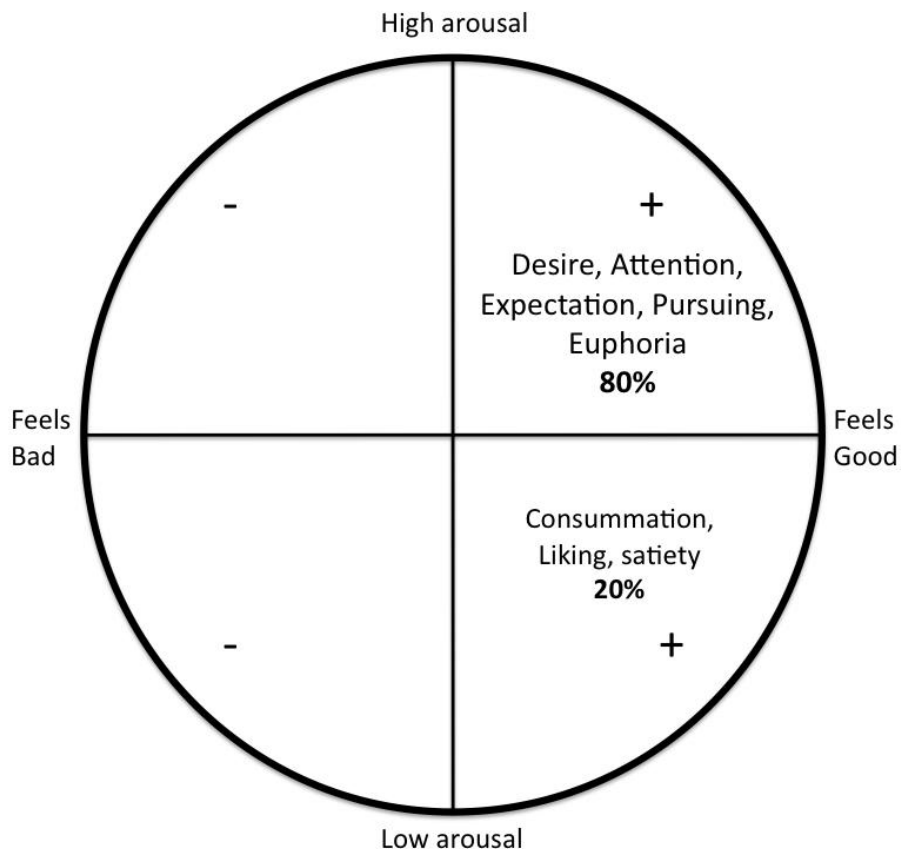 High arousal
-
+
Desire, Attention,
Expectation, Pursuing,
Euphoria
80%
Feels
Bad
Feels
Good
Consummation,
Liking, satiety
20%
-
+
Low arousal